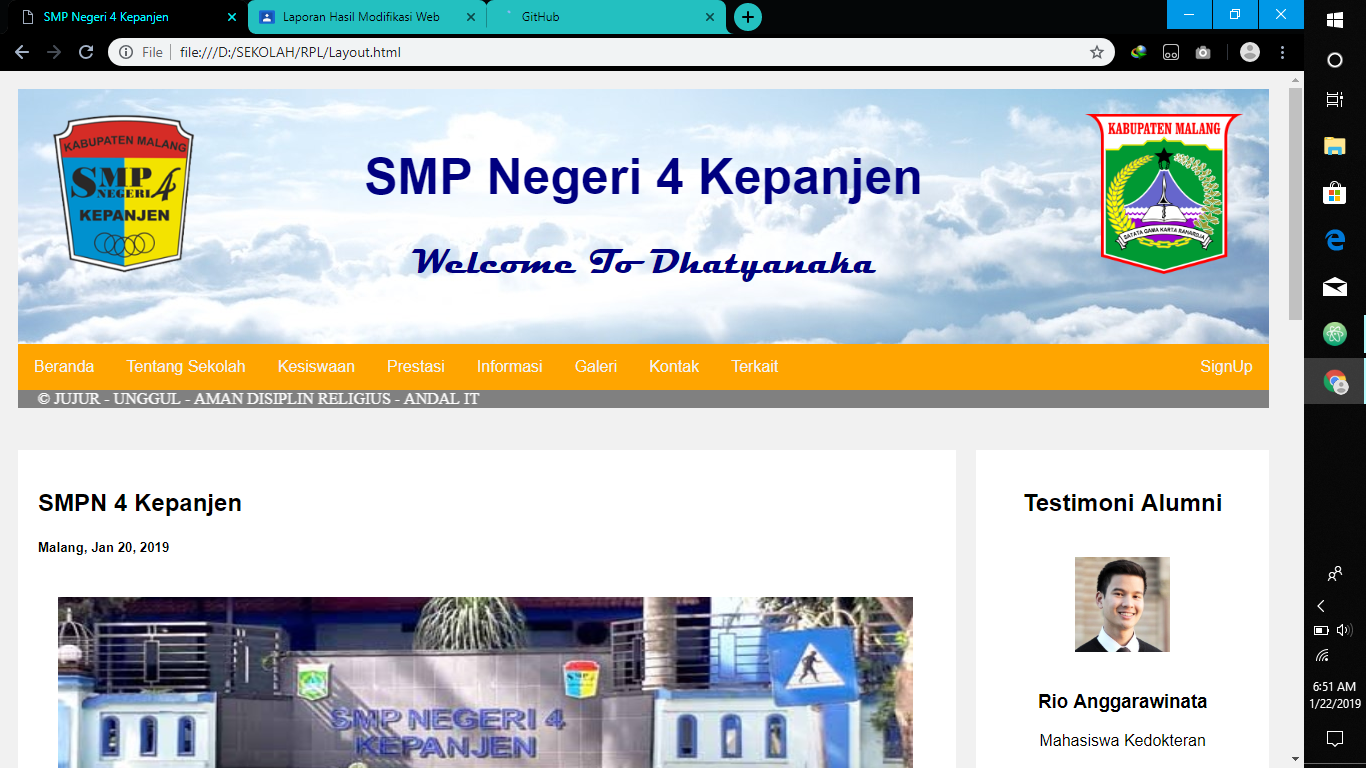 SMP Negeri 4 Kepanjen
Laporan Hasil Modifikasi Web
GitHub
File
file:///D:/SEKOLAH/RPL/Layout.html
KABUPATEN MALANG
SMP
NEGERI 4
KEPANJEN
SMP Negeri 4 Kepanjen
Welcome To Dhatyanaka
KABUPATEN MALANG
SATATA GAMA KARTA RAHARDJA
Beranda Tentang Sekolah Kesiswaan Prestasi Informasi Galeri Kontak Terkait SignUp
© JUJUR - UNGGUL - AMAN DISIPLIN RELIGIUS - ANDAL IT
SMPN 4 Kepanjen
Malang, Jan 20, 2019
SMP NEGERI 4
KEPANJEN
Testimoni Alumni
Rio Anggarawinata
Mahasiswa Kedokteran
6:51 AM
1/22/2019